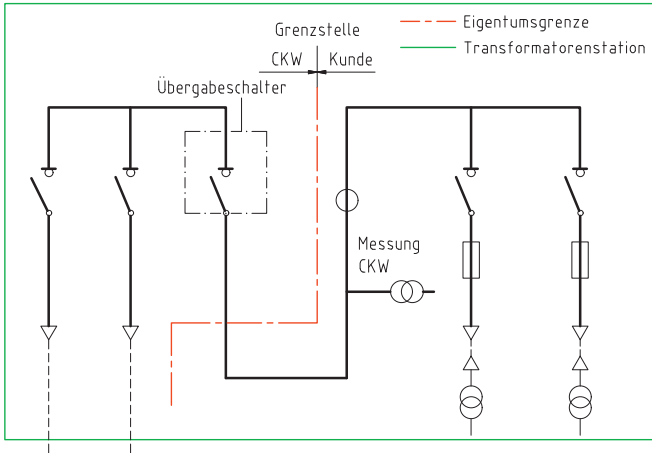 Eigentumsgrenze
Grenzstelle
Transformatorenstation
CKW Kunde
Übergabeschalter
Messung
CKW